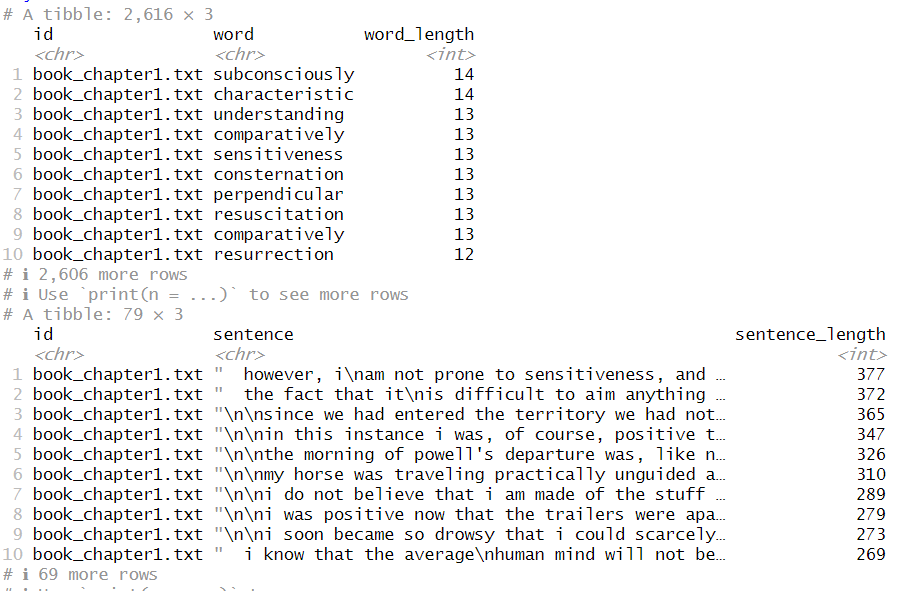 # A tibble: 2,616 × 3
id word word_length
<chr> <chr> <int>
1 book_chapter1.txt subconsciously 14
2 book_chapter1.txt characteristic 14
3 book_chapter1.txt understanding 13
4 book_chapter1.txt comparatively 13
5 book_chapter1.txt sensitiveness 13
6 book_chapter1.txt consternation 13
7 book_chapter1.txt perpendicular 13
8 book_chapter1.txt resuscitation 13
9 book_chapter1.txt comparatively 13
10 book_chapter1.txt resurrection 12
# ℹ 2,606 more rows
# ℹ Use `print(n = ...)` to see more rows
# A tibble: 79 × 3
id sentence sentence_length
<chr> <chr> <int>
1 book_chapter1.txt "  however, i\nam not prone to sensitiveness, and … 377
2 book_chapter1.txt "  the fact that it\nis difficult to aim anything … 372
3 book_chapter1.txt "\n\nsince we had entered the territory we had not… 365
4 book_chapter1.txt "\n\nin this instance i was, of course, positive t… 347
5 book_chapter1.txt "\n\nthe morning of powell's departure was, like n… 326
6 book_chapter1.txt "\n\nmy horse was traveling practically unguided a… 310
7 book_chapter1.txt "\n\ni do not believe that i am made of the stuff … 289
8 book_chapter1.txt "\n\ni was positive now that the trailers were apa… 279
9 book_chapter1.txt "\n\ni soon became so drowsy that i could scarcely… 273
10 book_chapter1.txt "  i know that the average\nhuman mind will not be… 269
# ℹ 69 more rows